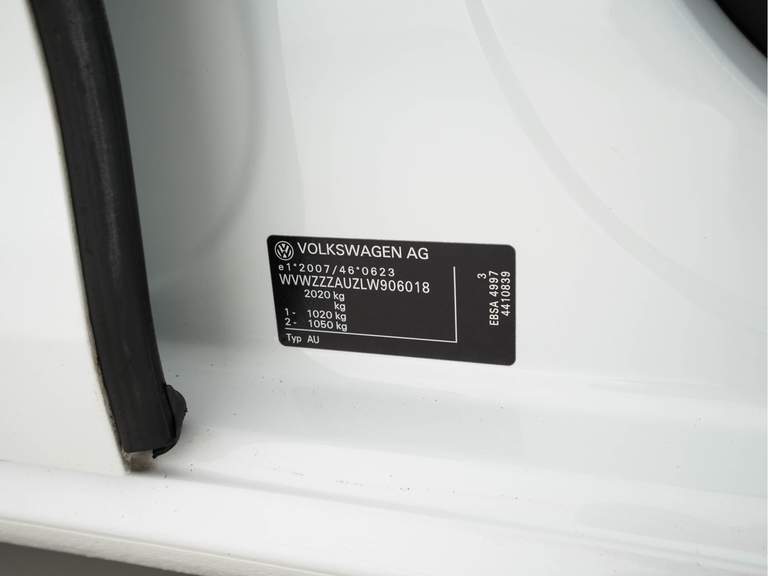 VOLKSWAGEN AG
e1*2007/46*0623
WVWZZZAUZLW906018
2020 kg
kg
1- 1020 kg
2- 1050 kg
Typ AU
3
EBSA 4997
4410839